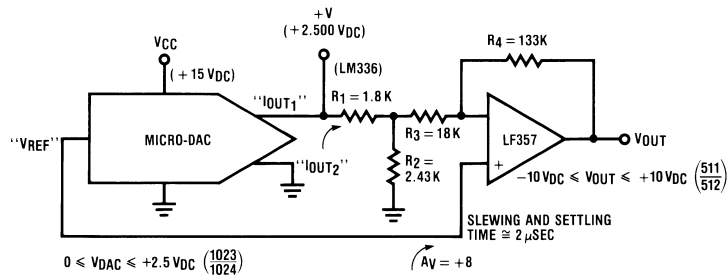 +V
(+2.500 VDC)
VCC
(+15 VDC)
(LM336)
R4 = 133K
"IOUT1"
R1 = 1.8 K
R3 = 18K
LF357
"VREF"
MICRO-DAC
"IOUT2"
R2 =
2.43 K
+
VOUT
−10 VDC ⩽ VOUT ⩽ +10 VDC (511/512)
SLEWING AND SETTLING
TIME ≅ 2 μSEC
0 ⩽ VDAC ⩽ +2.5 VDC (1023/1024)
AV = +8